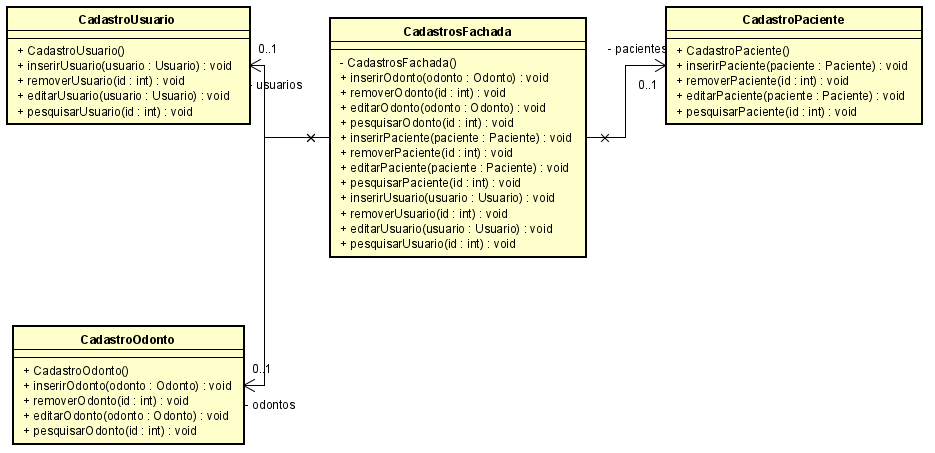 CadastroUsuario
+ CadastroUsuario()
+ inserirUsuario(usuario : Usuario) : void
+ removerUsuario(id : int) : void
+ editarUsuario(usuario : Usuario) : void
+ pesquisarUsuario(id : int) : void
0..1
- usuarios
CadastrosFachada
- CadastrosFachada()
+ inserirOdonto(odonto : Odonto) : void
+ removerOdonto(id : int) : void
+ editarOdonto(odonto : Odonto) : void
+ pesquisarOdonto(id : int) : void
+ inserirPaciente(paciente : Paciente) : void
+ removerPaciente(id : int) : void
+ editarPaciente(paciente : Paciente) : void
+ pesquisarPaciente(id : int) : void
+ inserirUsuario(usuario : Usuario) : void
+ removerUsuario(id : int) : void
+ editarUsuario(usuario : Usuario) : void
+ pesquisarUsuario(id : int) : void
- pacientes
0..1
CadastroPaciente
+ CadastroPaciente()
+ inserirPaciente(paciente : Paciente) : void
+ removerPaciente(id : int) : void
+ editarPaciente(paciente : Paciente) : void
+ pesquisarPaciente(id : int) : void
CadastroOdonto
+ CadastroOdonto()
+ inserirOdonto(odonto : Odonto) : void
+ removerOdonto(id : int) : void
+ editarOdonto(odonto : Odonto) : void
+ pesquisarOdonto(id : int) : void
0..1
- odontos